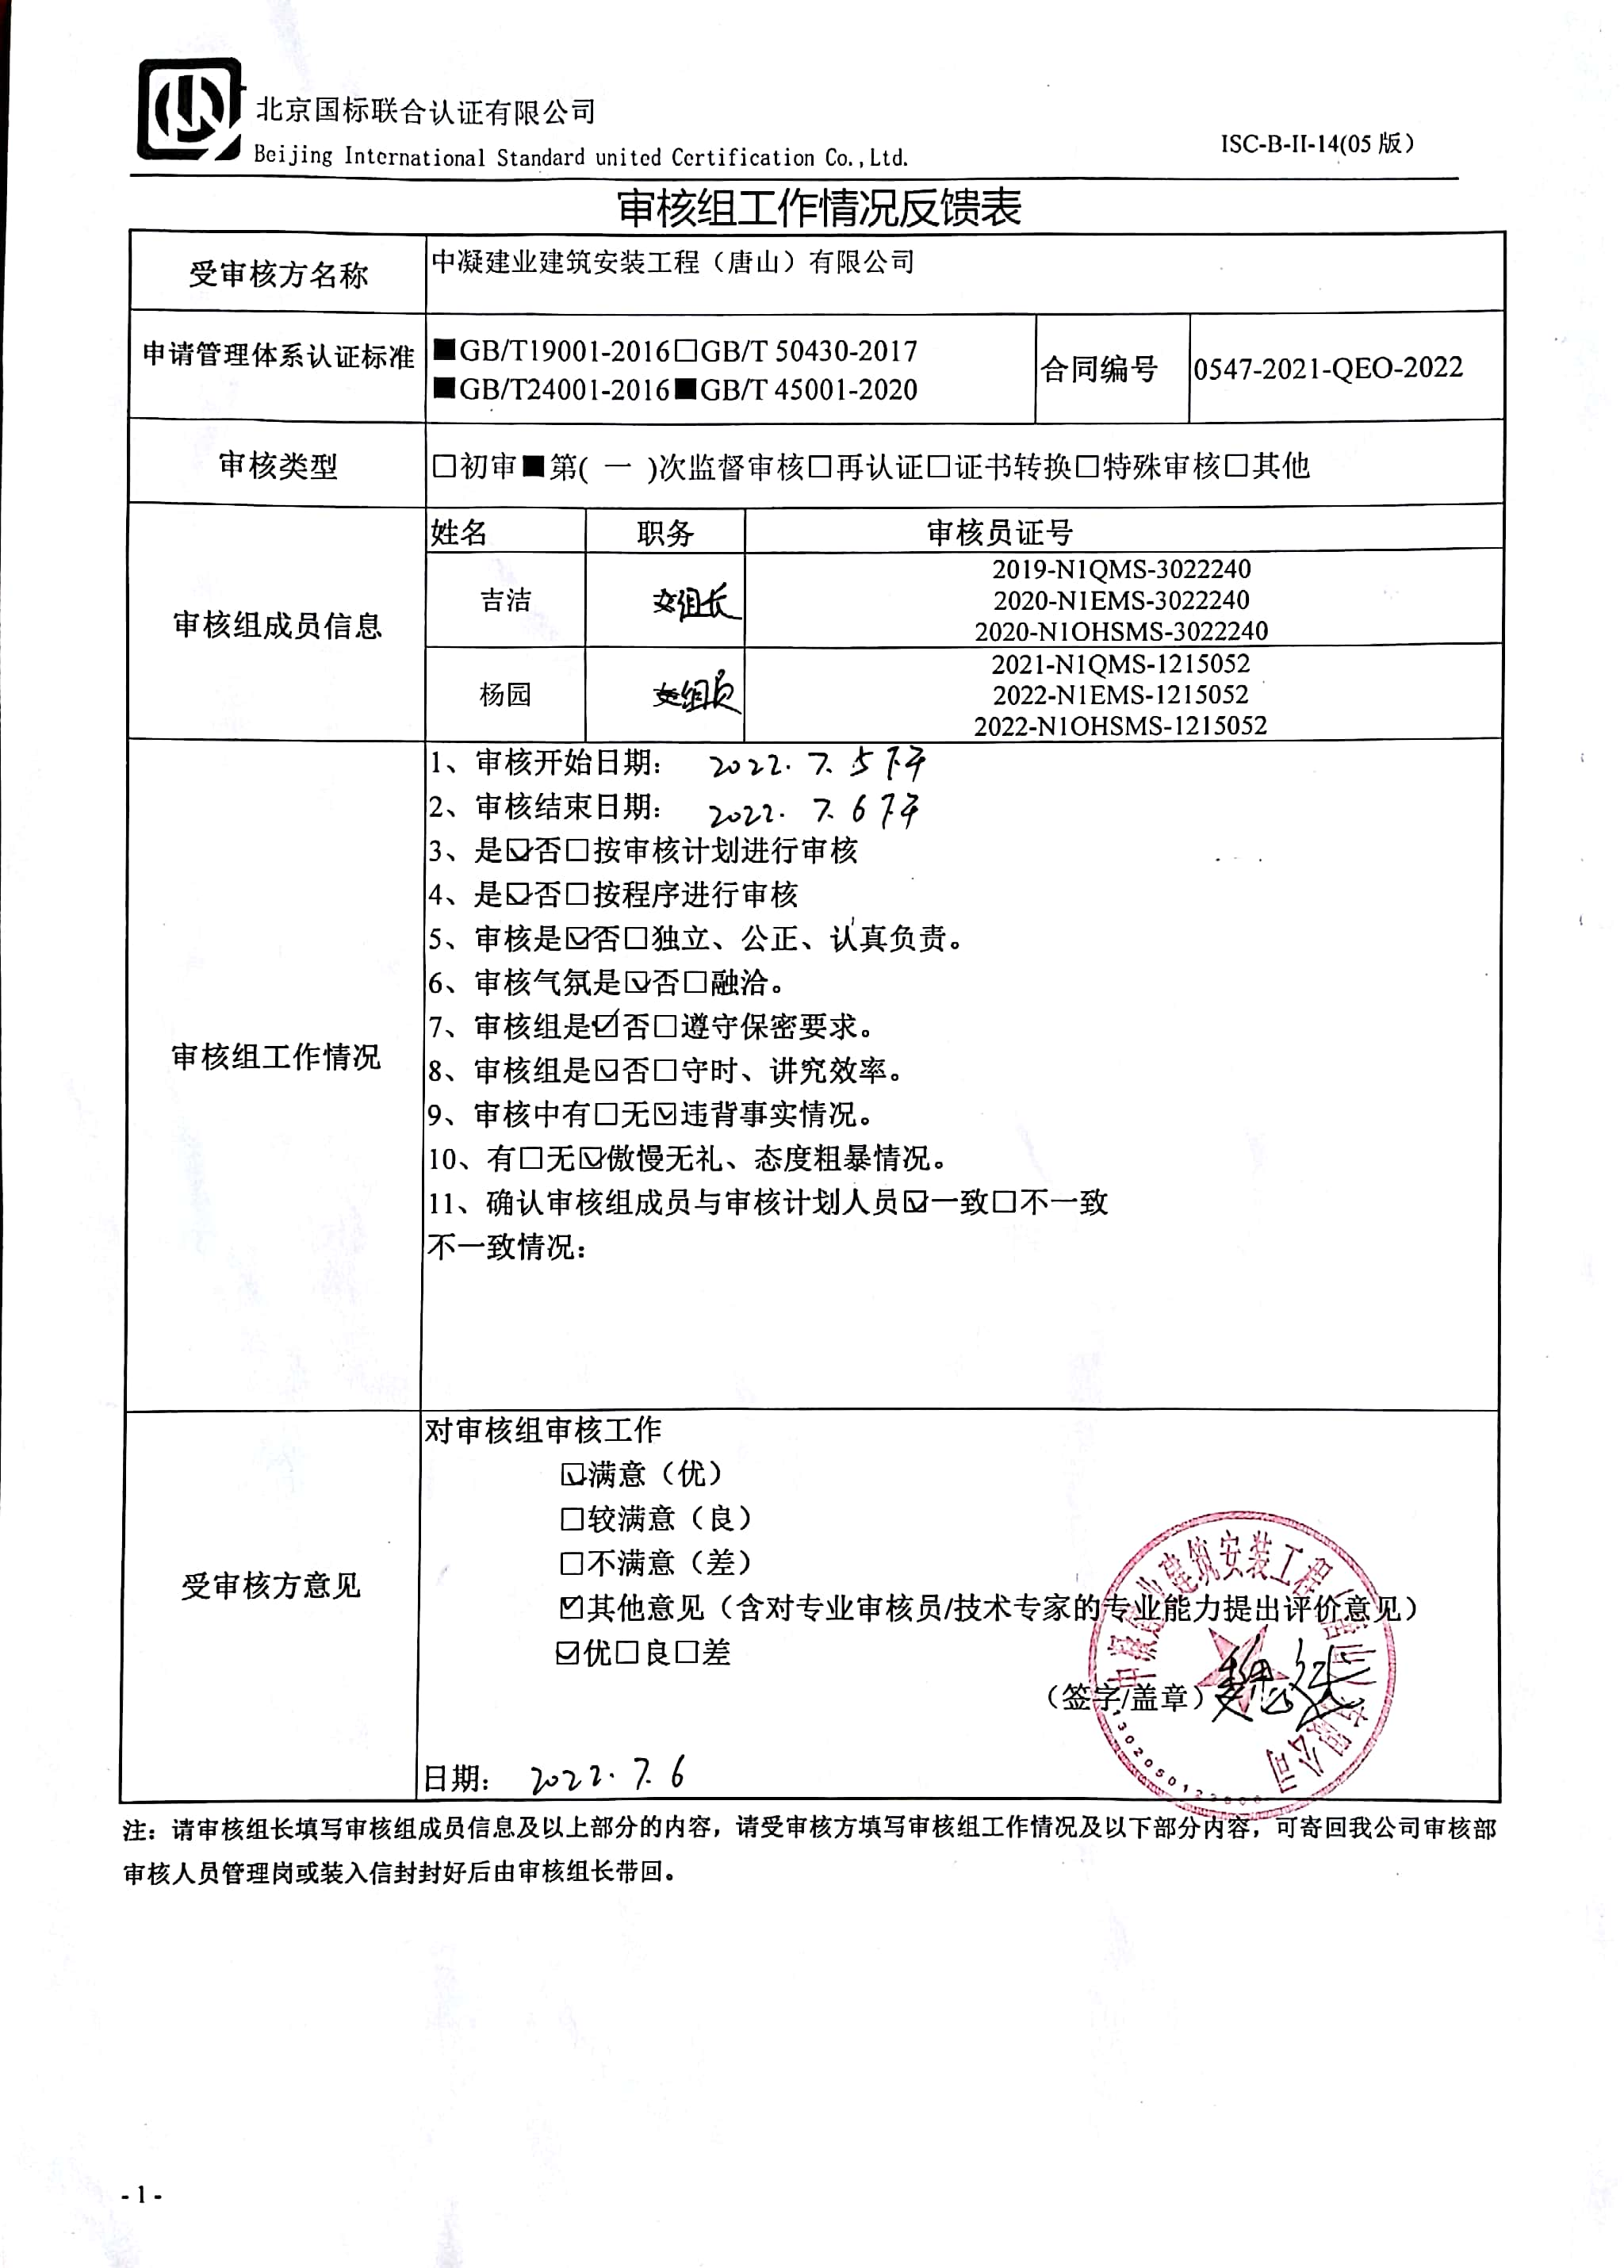 北京国标联合认证有限公司
Beijing International Standard united Certification Co.,Ltd.
ISC-B-II-14(05 版)
审核组工作情况反馈表
受审核方名称
中凝建业建筑安装工程（唐山）有限公司
申请管理体系认证标准
■GB/T19001-2016□GB/T 50430-2017
■GB/T24001-2016■GB/T 45001-2020
合同编号
0547-2021-QEO-2022
审核类型
□初审■第( 一 )次监督审核□再认证□证书转换□特殊审核□其他
审核组成员信息
姓名 职务 审核员证号
吉洁
组长
2019-N1QMS-3022240
2020-N1EMS-3022240
2020-N1OHSMS-3022240
杨园
组员
2021-N1QMS-1215052
2022-N1EMS-1215052
2022-N1OHSMS-1215052
审核组工作情况
1、审核开始日期： 2022. 7. 5 下午
2、审核结束日期： 2022. 7. 6 下午
3、是☑否□按审核计划进行审核
4、是☑否□按程序进行审核
5、审核是☑否□独立、公正、认真负责。
6、审核气氛是☑否□融洽。
7、审核组是☑否□遵守保密要求。
8、审核组是☑否□守时、讲究效率。
9、审核中有□无☑违背事实情况。
10、有□无☑傲慢无礼、态度粗暴情况。
11、确认审核组成员与审核计划人员☑一致□不一致
不一致情况：
受审核方意见
对审核组审核工作
☑满意（优）
□较满意（良）
□不满意（差）
☑其他意见（含对专业审核员/技术专家的专业能力提出评价意见）
☑优□良□差
（签字/盖章）
中凝建业建筑安装工程（唐山）有限公司
日期： 2022. 7. 6
注：请审核组长填写审核组成员信息及以上部分的内容，请受审核方填写审核组工作情况及以下部分内容，可寄回我公司审核部
审核人员管理岗或装入信封封好后由审核组长带回。
- 1 -